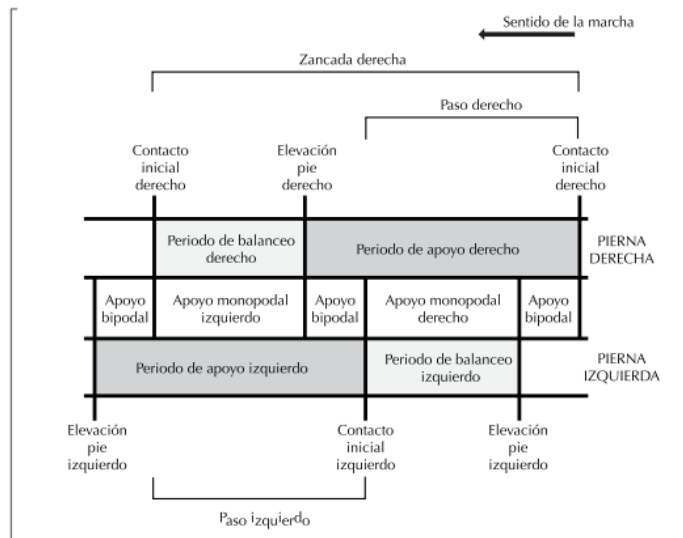 Sentido de la marcha
Zancada derecha
Paso derecho
Contacto
inicial
derecho
Elevación
pie
derecho
Contacto
inicial
derecho
Periodo de balanceo
derecho
Periodo de apoyo derecho
PIERNA
DERECHA
Apoyo
bipodal
Apoyo monopodal
izquierdo
Apoyo
bipodal
Apoyo monopodal
derecho
Apoyo
bipodal
Periodo de apoyo izquierdo
Periodo de balanceo
izquierdo
PIERNA
IZQUIERDA
Elevación
pie
izquierdo
Contacto
inicial
izquierdo
Elevación
pie
izquierdo
Paso izquierdo